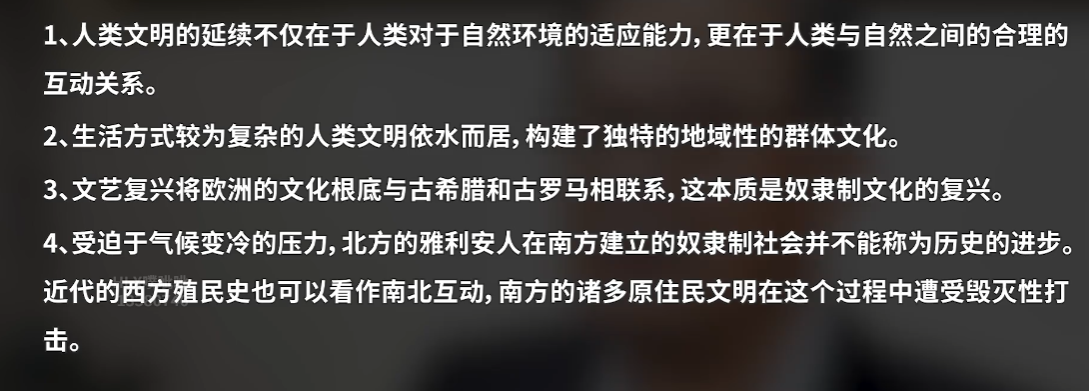 1、人类文明的延续不仅在于人类对于自然环境的适应能力, 更在于人类与自然之间的合理的
互动关系。
2、生活方式较为复杂的人类文明依水而居, 构建了独特的地域性的群体文化。
3、文艺复兴将欧洲的文化根底与古希腊和古罗马相联系, 这本质是奴隶制文化的复兴。
4、受迫于气候变冷的压力, 北方的雅利安人在南方建立的奴隶制社会并不能称为历史的进步。
近代的西方殖民史也可以看作南北互动, 南方的诸多原住民文明在这个过程中遭受毁灭性打
击。